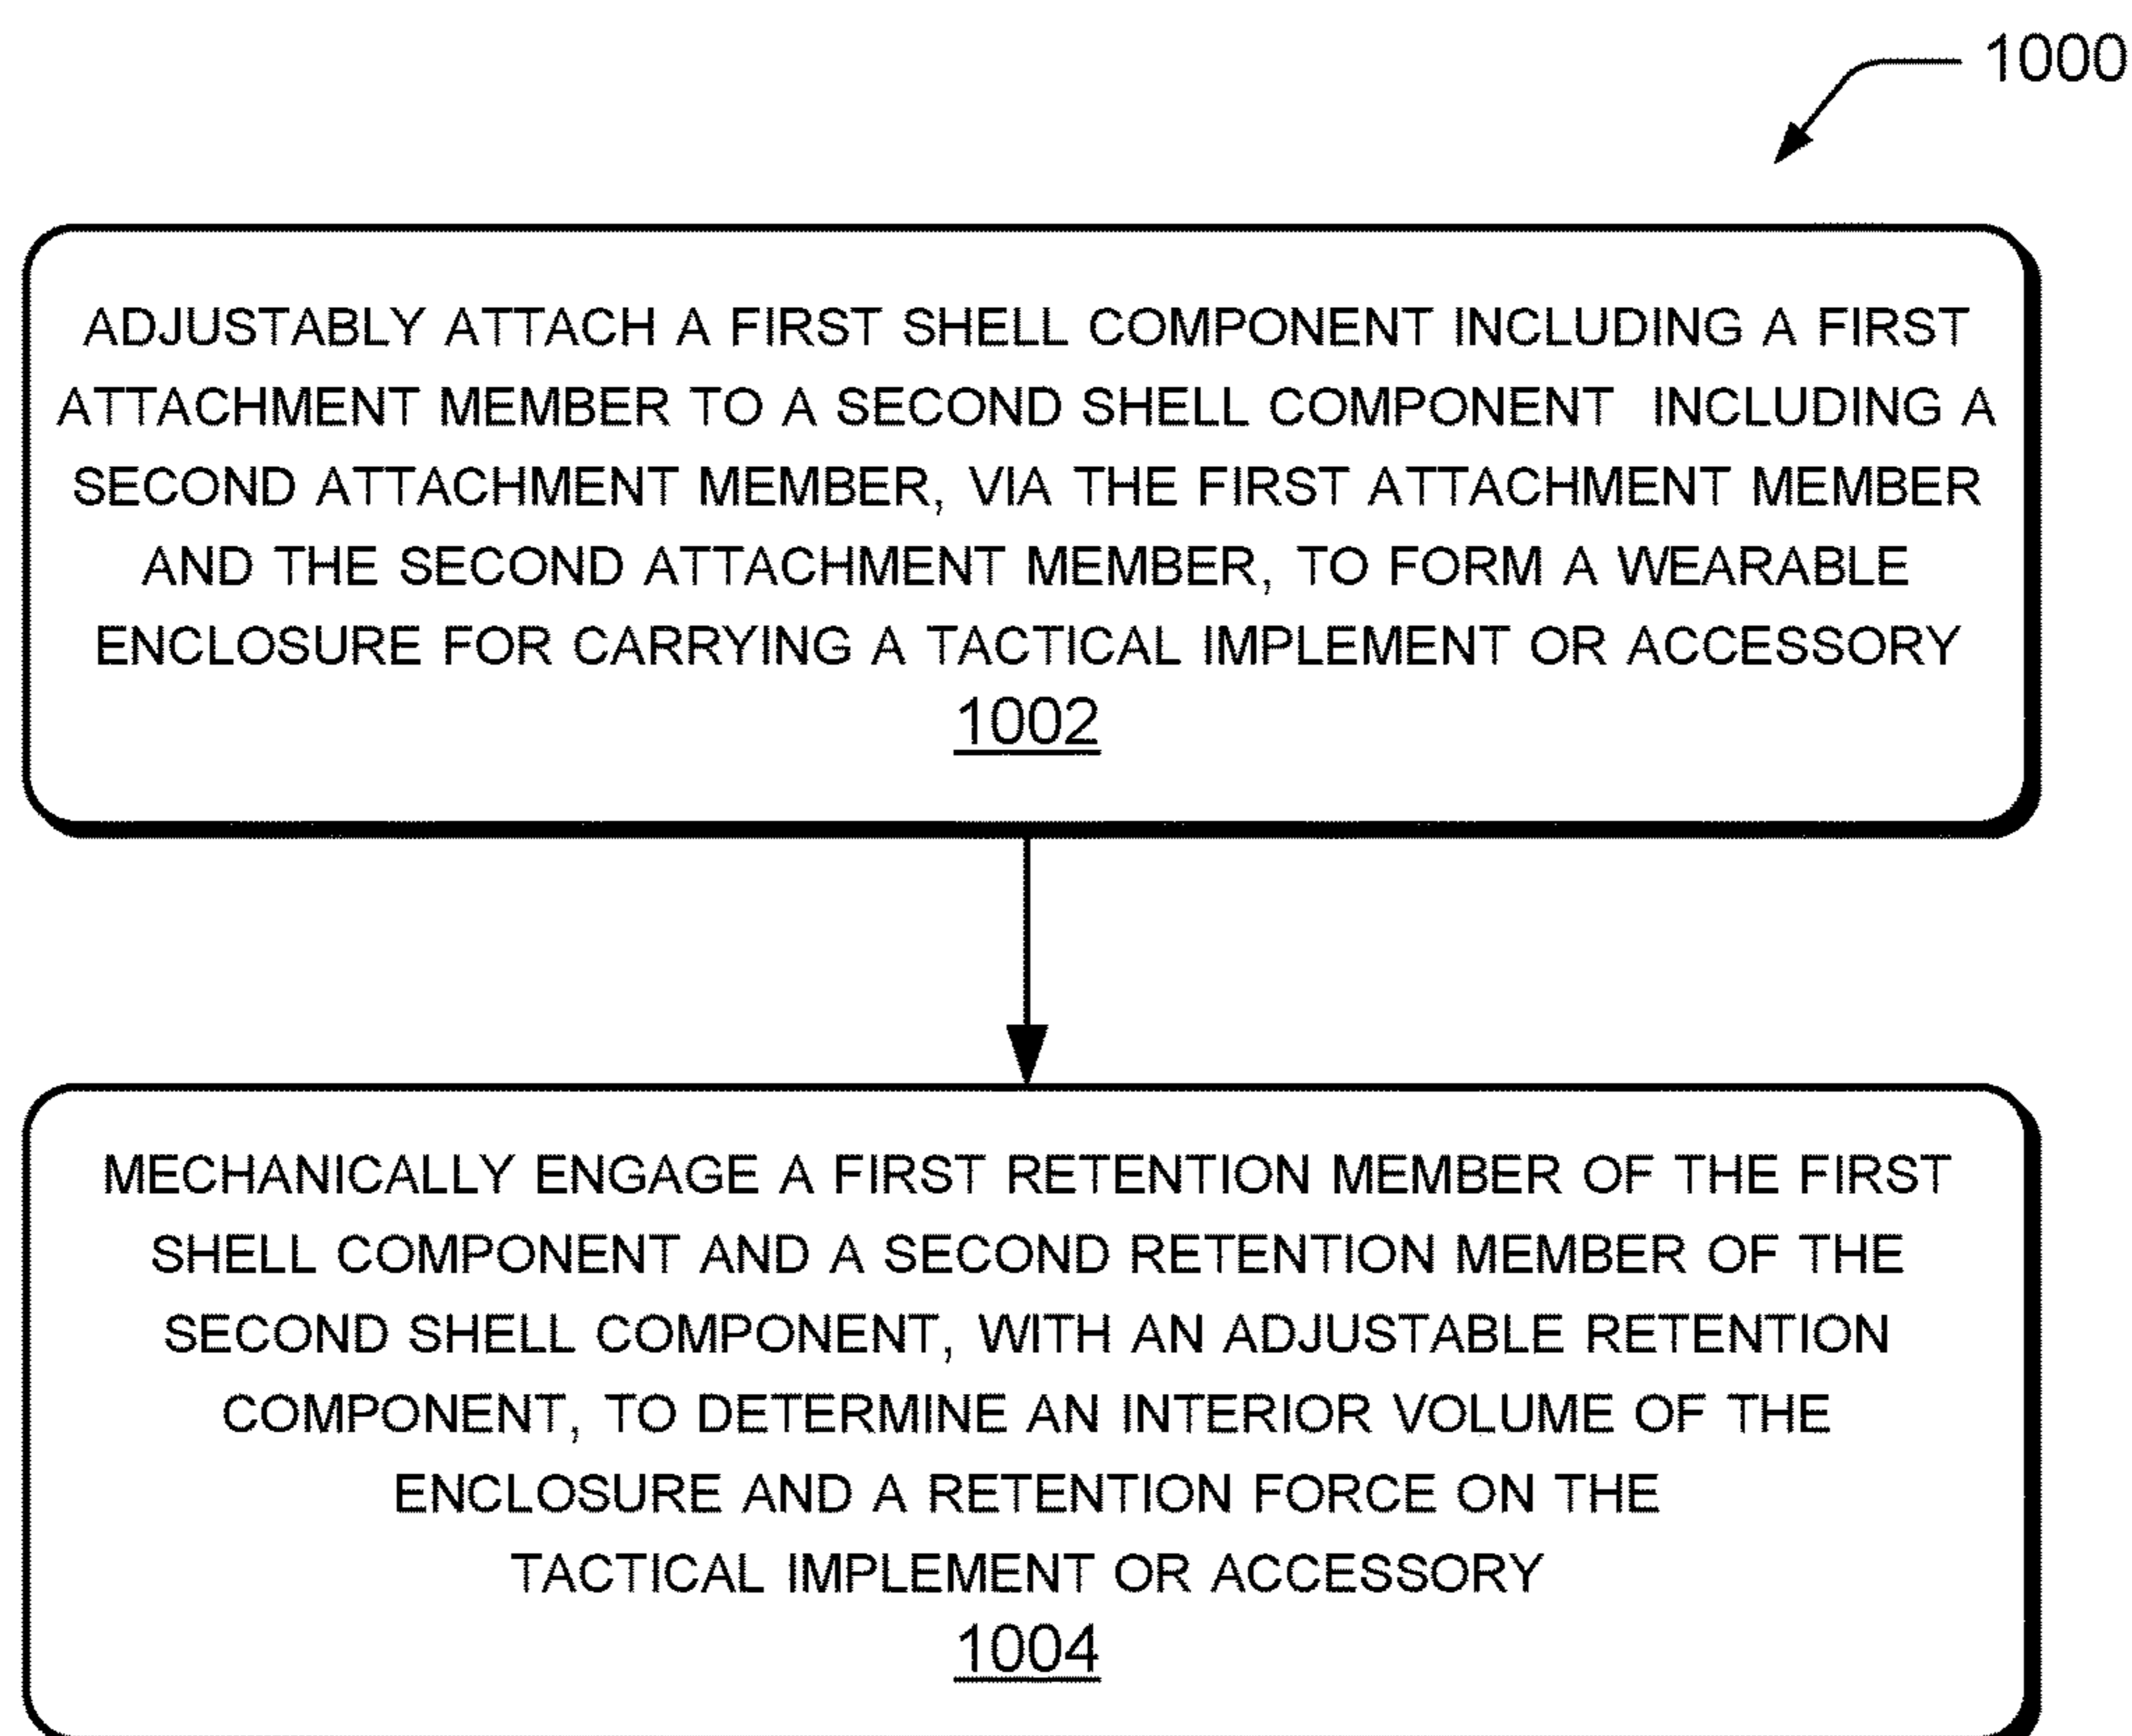 1000
ADJUSTABLY ATTACH A FIRST SHELL COMPONENT INCLUDING A FIRST
ATTACHMENT MEMBER TO A SECOND SHELL COMPONENT INCLUDING A
SECOND ATTACHMENT MEMBER, VIA THE FIRST ATTACHMENT MEMBER
AND THE SECOND ATTACHMENT MEMBER, TO FORM A WEARABLE
ENCLOSURE FOR CARRYING A TACTICAL IMPLEMENT OR ACCESSORY
1002
MECHANICALLY ENGAGE A FIRST RETENTION MEMBER OF THE FIRST
SHELL COMPONENT AND A SECOND RETENTION MEMBER OF THE
SECOND SHELL COMPONENT, WITH AN ADJUSTABLE RETENTION
COMPONENT, TO DETERMINE AN INTERIOR VOLUME OF THE
ENCLOSURE AND A RETENTION FORCE ON THE
TACTICAL IMPLEMENT OR ACCESSORY
1004